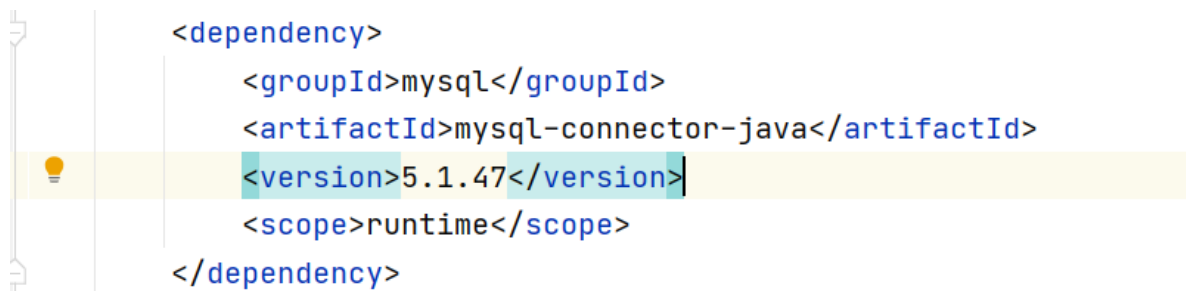 <dependency>
<groupId>mysql</groupId>
<artifactId>mysql-connector-java</artifactId>
<version>5.1.47</version>
<scope>runtime</scope>
</dependency>